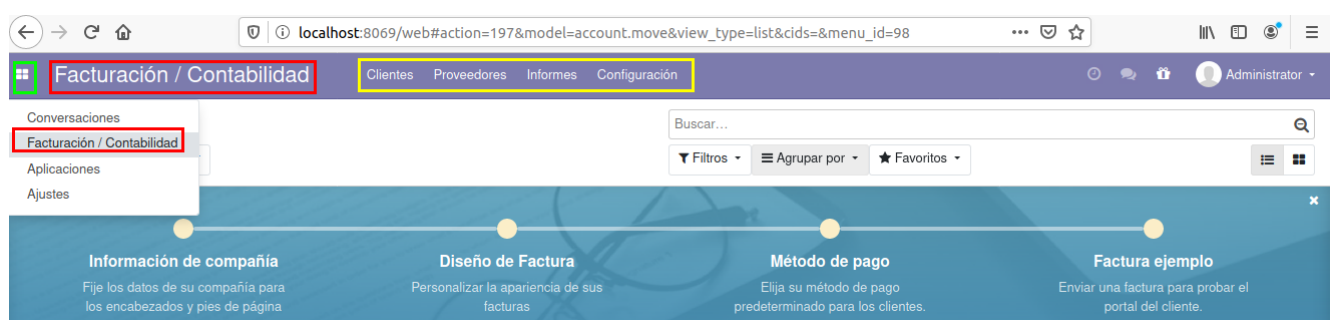 localhost:8069/web#action=197&model=account.move&view_type=list&cids=&menu_id=98
Facturación / Contabilidad Clientes Proveedores Informes Configuración Administrator
Conversaciones
Facturación / Contabilidad
Aplicaciones
Ajustes
Buscar...
Filtros Agrupar por Favoritos
Información de compañía
Fije los datos de su compañía para
los encabezados y pies de página
Diseño de Factura
Personalizar la apariencia de sus
facturas
Método de pago
Elija su método de pago
predeterminado para los clientes.
Factura ejemplo
Enviar una factura para probar el
portal del cliente.